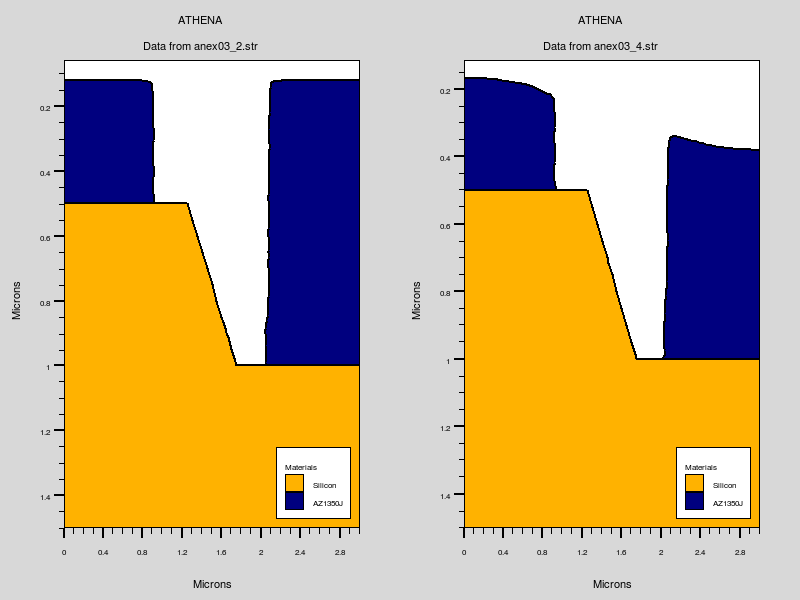 ATHENA
Data from anex03_2.str
Microns
0.2
0.4
0.6
0.8
1
1.2
1.4
Materials
Silicon
AZ1350J
0 0.4 0.8 1.2 1.6 2 2.4 2.8
Microns
ATHENA
Data from anex03_4.str
Microns
0.2
0.4
0.6
0.8
1
1.2
1.4
Materials
Silicon
AZ1350J
0 0.4 0.8 1.2 1.6 2 2.4 2.8
Microns